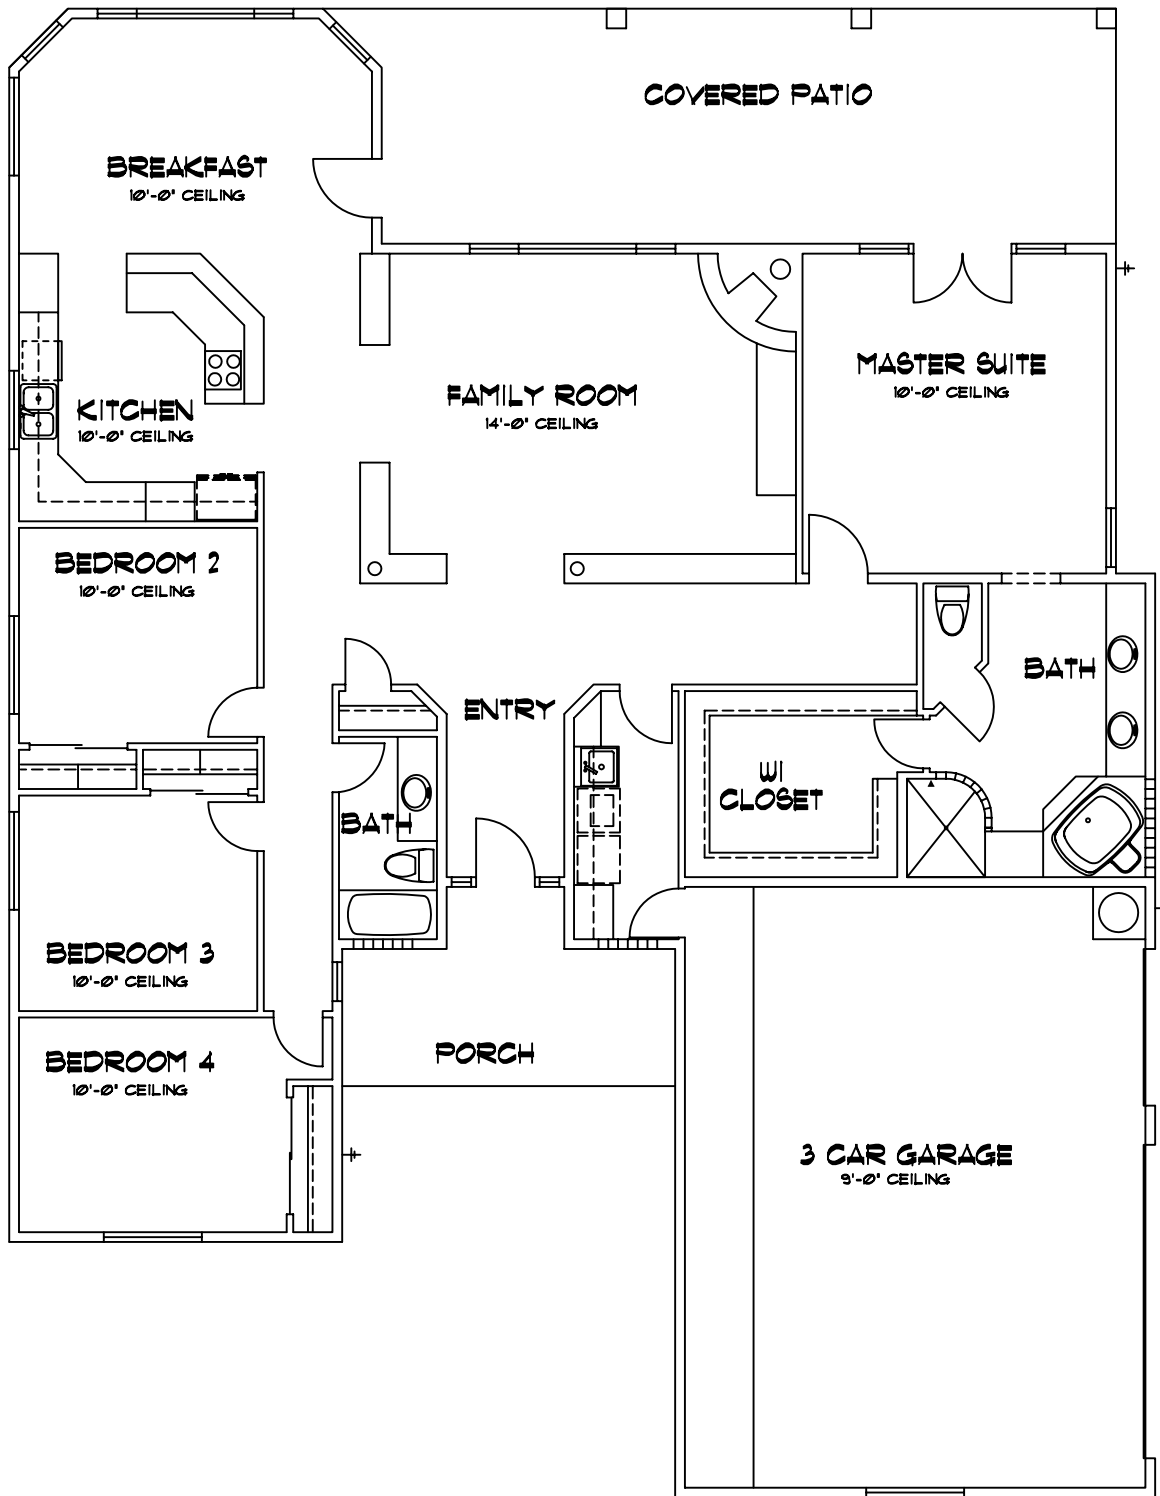 COVERED PATIO
BREAKFAST
10'-0" CEILING
MASTER SUITE
10'-0" CEILING
FAMILY ROOM
14'-0" CEILING
KITCHEN
10'-0" CEILING
BEDROOM 2
10'-0" CEILING
BATH
ENTRY
WI
CLOSET
BATH
BEDROOM 3
10'-0" CEILING
PORCH
BEDROOM 4
10'-0" CEILING
3 CAR GARAGE
9'-0" CEILING